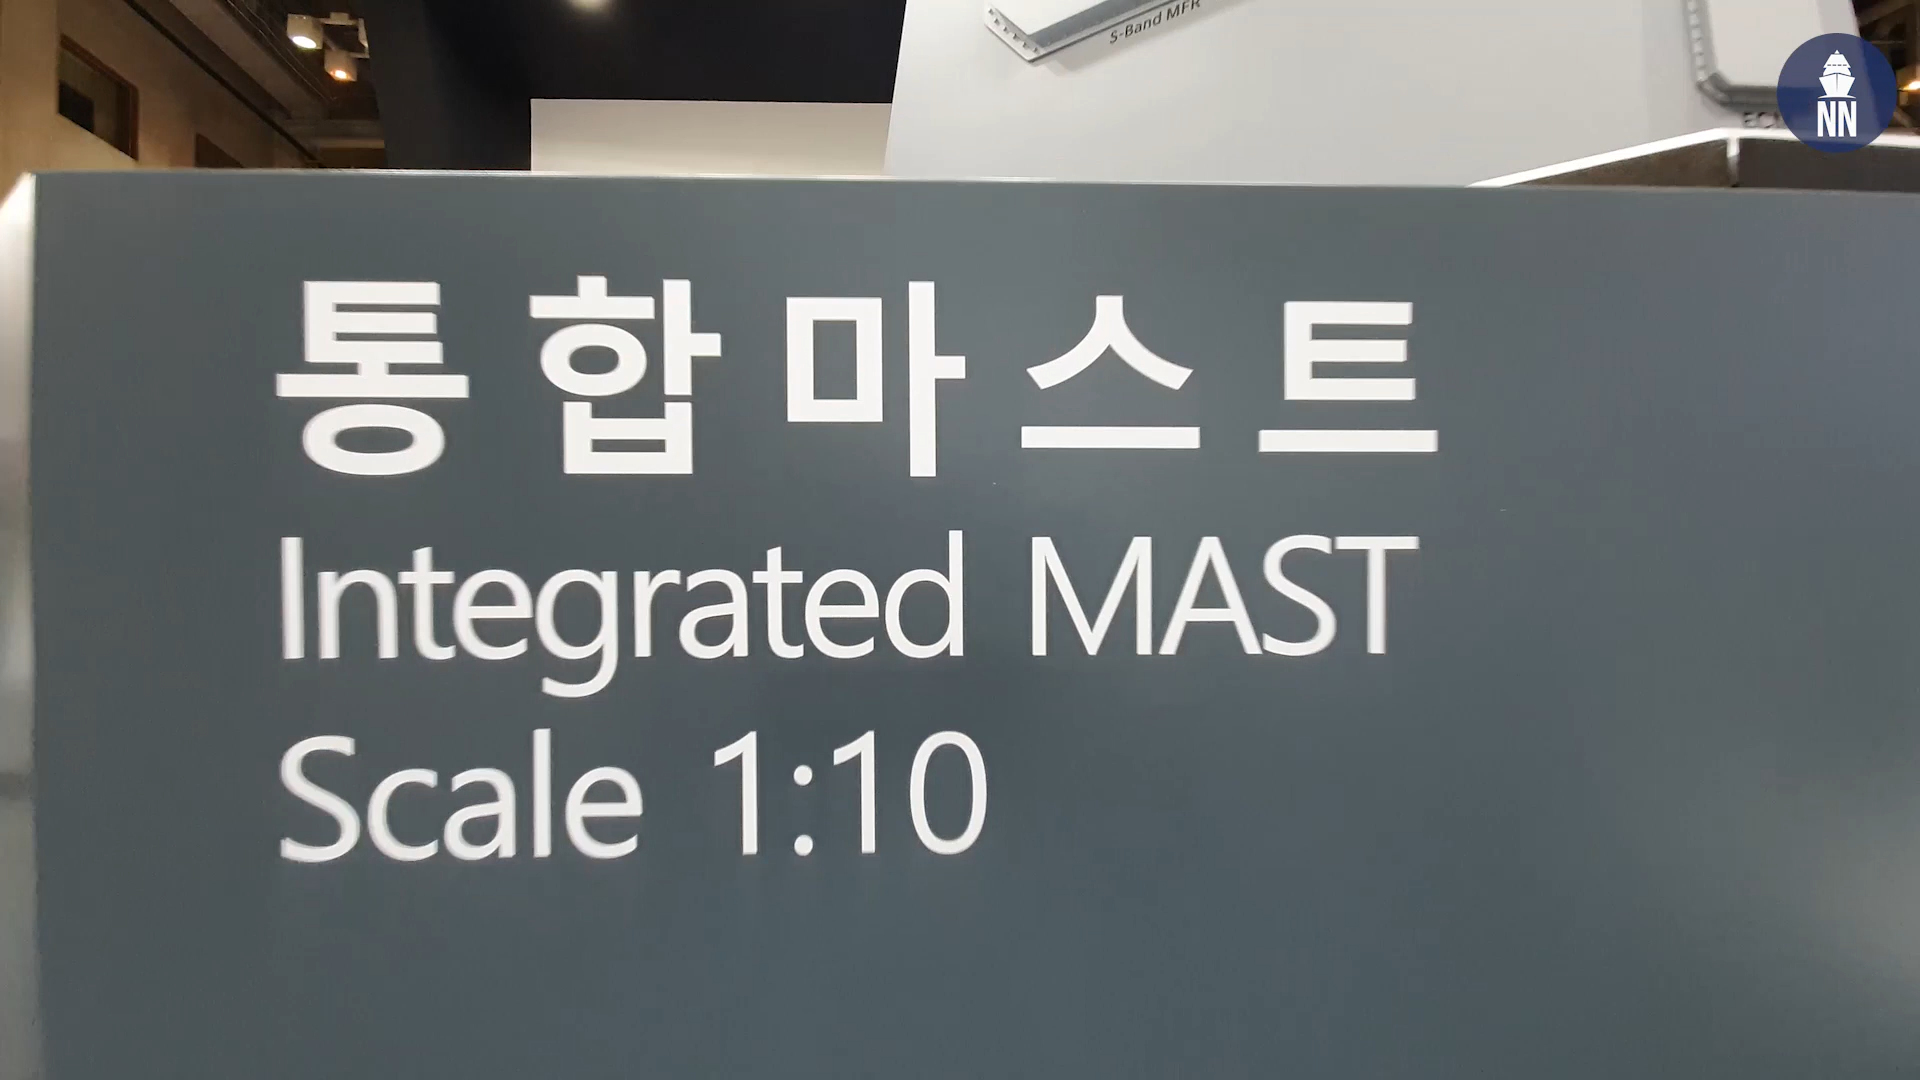 S-Band MFR
NN
통합마스트
Integrated MAST
Scale 1:10